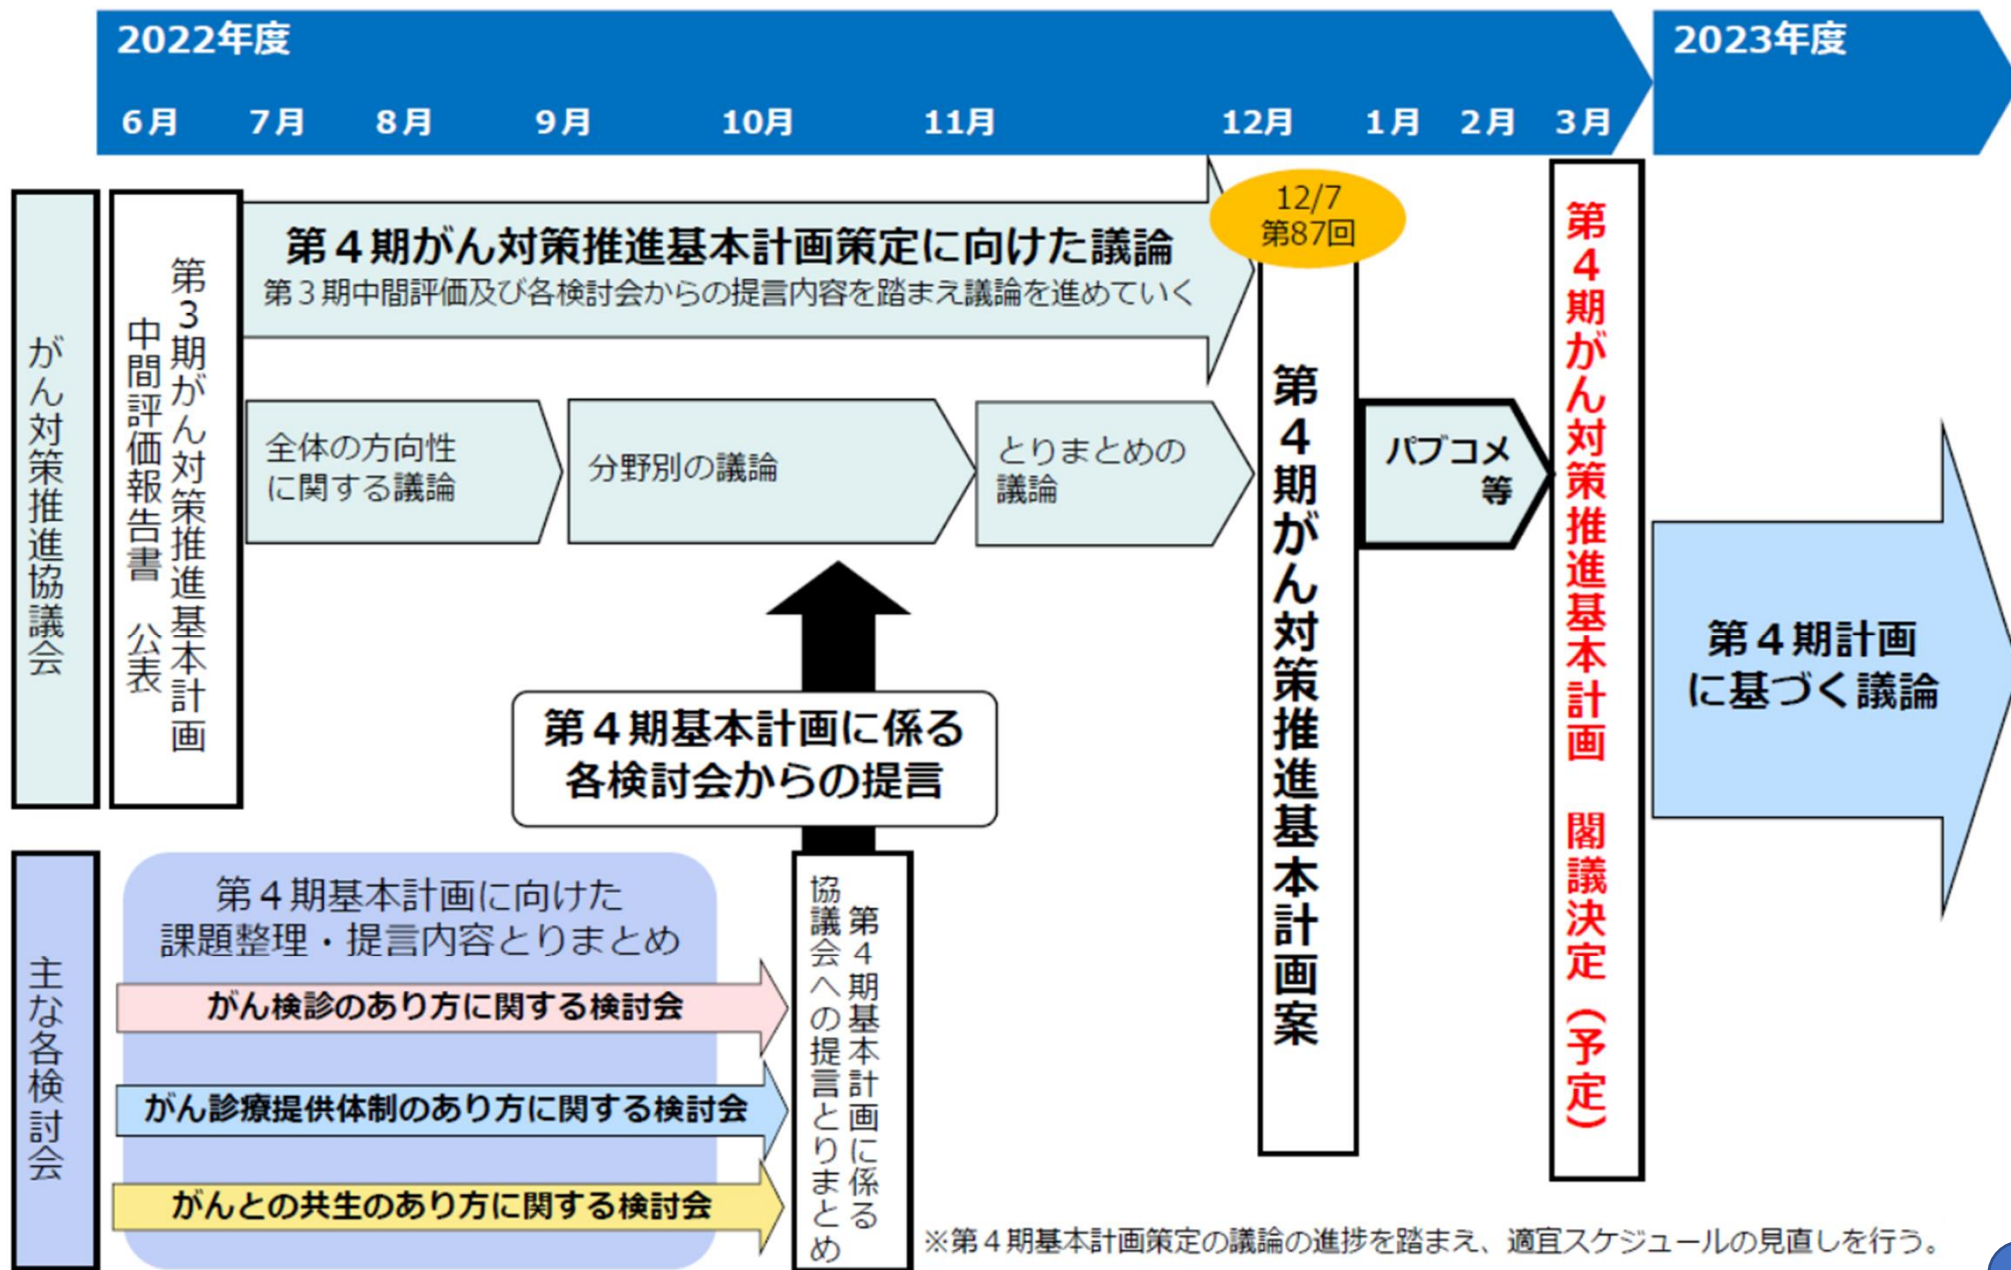 2022年度
2023年度
6月
7月
8月
9月
10月
11月
12月
1月
2月
3月
がん対策推進協議会
第3期がん対策推進基本計画
中間評価報告書　公表
第４期がん対策推進基本計画策定に向けた議論
第３期中間評価及び各検討会からの提言内容を踏まえ議論を進めていく
12/7
第87回
全体の方向性
に関する議論
分野別の議論
とりまとめの
議論
第４期がん対策推進基本計画案
パブコメ
等
第４期がん対策推進基本計画　閣議決定（予定）
第４期計画
に基づく議論
第４期基本計画に係る
各検討会からの提言
主な各検討会
第４期基本計画に向けた
課題整理・提言内容とりまとめ
がん検診のあり方に関する検討会
がん診療提供体制のあり方に関する検討会
がんとの共生のあり方に関する検討会
第４期基本計画に係る
協議会への提言とりまとめ
※第４期基本計画策定の議論の進捗を踏まえ、適宜スケジュールの見直しを行う。